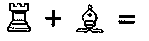 ♖ + ♗ =